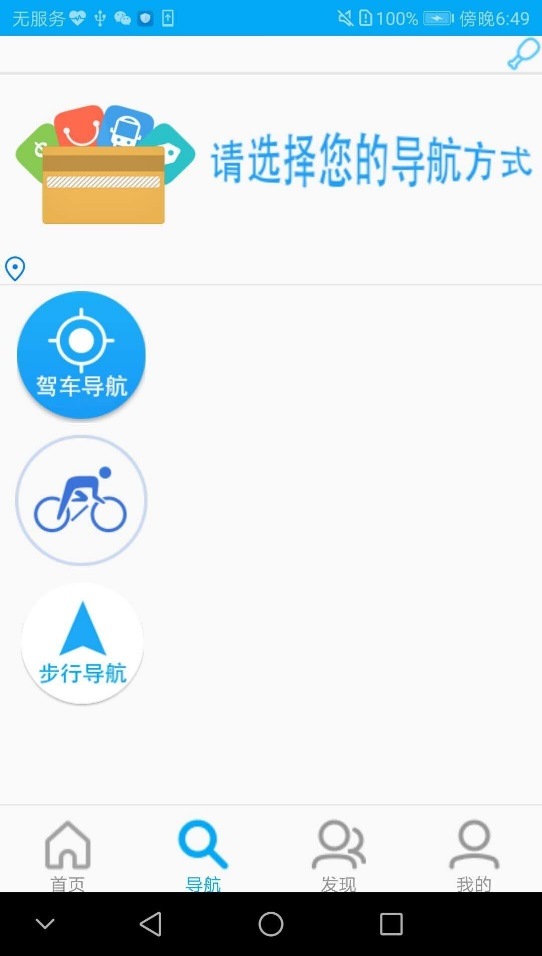 无服务 100% 傍晚6:49
请选择您的导航方式
驾车导航
步行导航
首页 导航 发现 我的